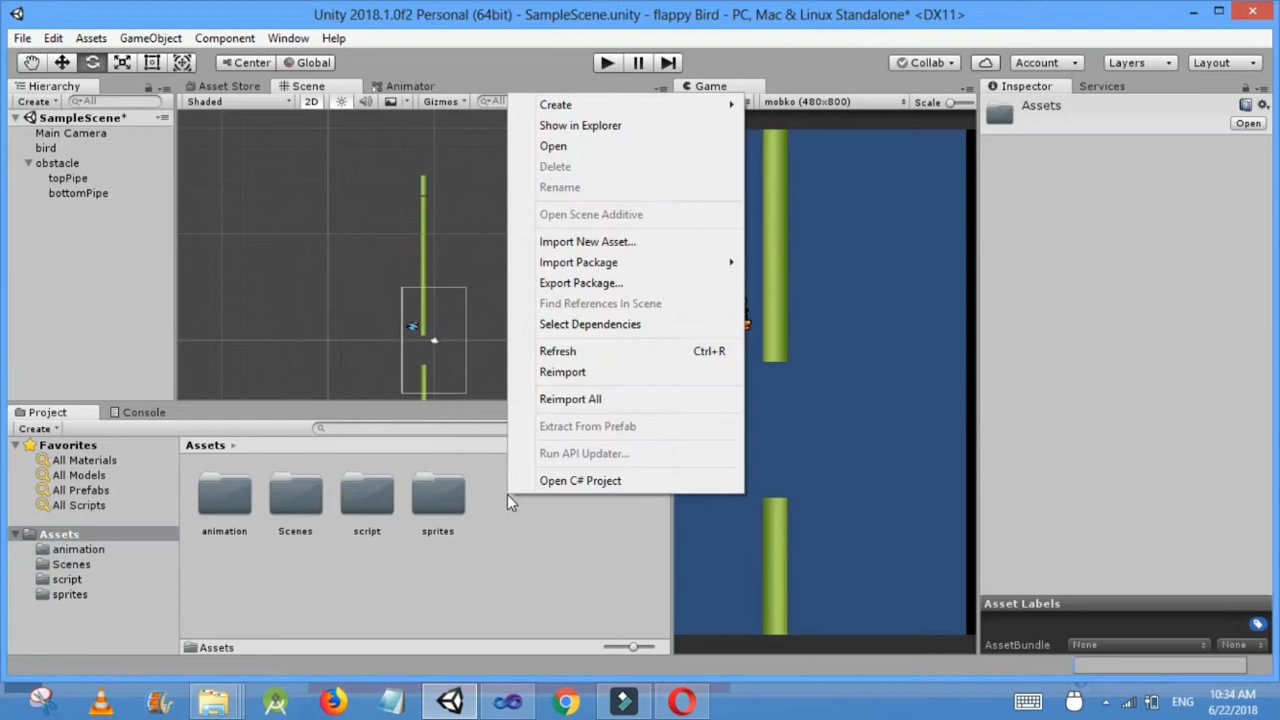 Unity 2018.1.0f2 Personal (64bit) - SampleScene.unity - flappy Bird - PC, Mac & Linux Standalone* <DX11>
File Edit Assets GameObject Component Window Help
Center Global Collab Account Layers Layout
Hierarchy Asset Store Scene Animator Game Inspector Services
Create All Shaded 2D Gizmos All mobko (480x800) Scale Assets
Open
SampleScene*
Main Camera
bird
obstacle
topPipe
bottomPipe
Create
Show in Explorer
Open
Delete
Rename
Open Scene Additive
Import New Asset...
Import Package
Export Package...
Find References In Scene
Select Dependencies
Refresh Ctrl+R
Reimport
Reimport All
Extract From Prefab
Run API Updater...
Open C# Project
Project Console
Create
Favorites
All Materials
All Models
All Prefabs
All Scripts
Assets
animation
Scenes
script
sprites
Assets
animation Scenes script sprites
Assets
Asset Labels
AssetBundle None None
ENG
10:34 AM
6/22/2018